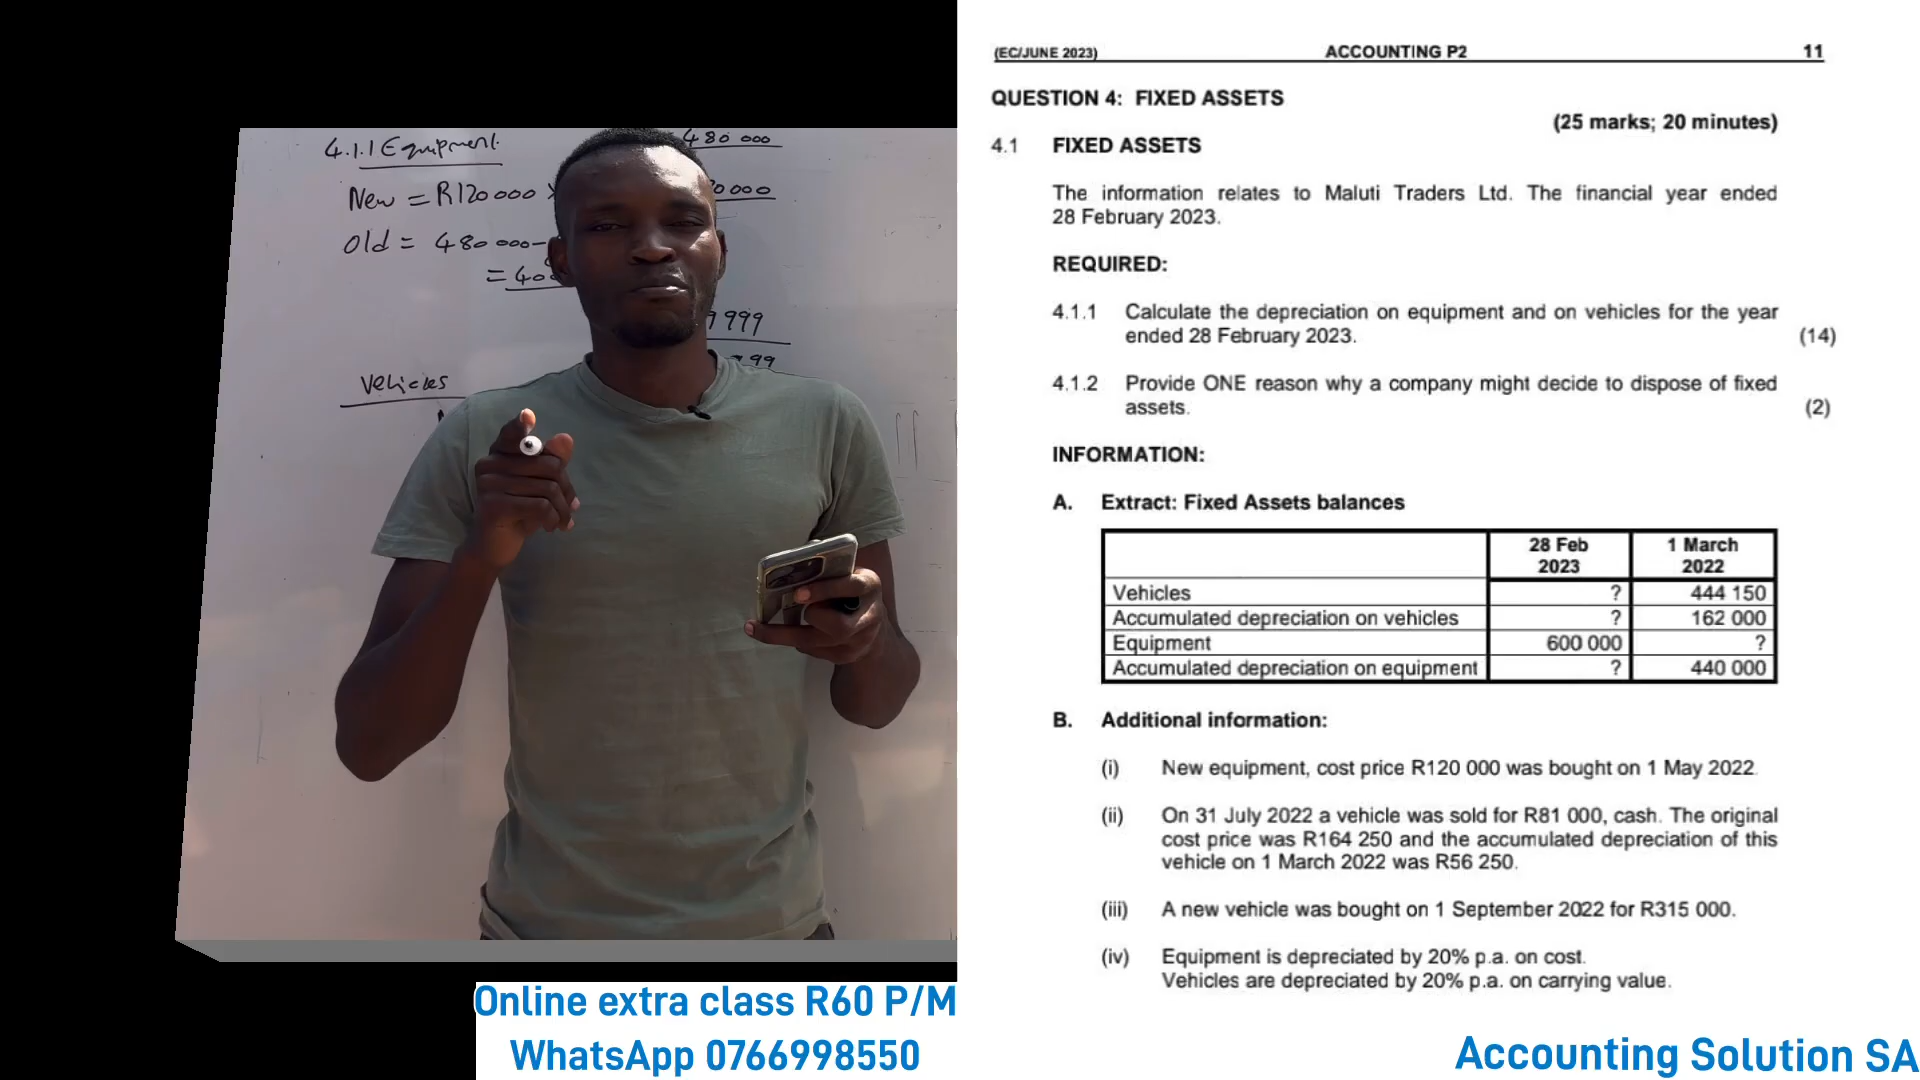 4.1.1 Equipment
480 000
New = R120 000
Old = 480 000-
Vehicles
Online extra class R60 P/M
WhatsApp 0766998550
(EC/JUNE 2023) ACCOUNTING P2 11
QUESTION 4: FIXED ASSETS
(25 marks; 20 minutes)
4.1 FIXED ASSETS
The information relates to Maluti Traders Ltd. The financial year ended
28 February 2023.
REQUIRED:
4.1.1 Calculate the depreciation on equipment and on vehicles for the year
ended 28 February 2023. (14)
4.1.2 Provide ONE reason why a company might decide to dispose of fixed
assets. (2)
INFORMATION:
A. Extract: Fixed Assets balances
28 Feb 2023 1 March 2022
Vehicles ? 444 150
Accumulated depreciation on vehicles ? 162 000
Equipment 600 000 ?
Accumulated depreciation on equipment ? 440 000
B. Additional information:
(i) New equipment, cost price R120 000 was bought on 1 May 2022.
(ii) On 31 July 2022 a vehicle was sold for R81 000, cash. The original
cost price was R164 250 and the accumulated depreciation of this
vehicle on 1 March 2022 was R56 250.
(iii) A new vehicle was bought on 1 September 2022 for R315 000.
(iv) Equipment is depreciated by 20% p.a. on cost.
Vehicles are depreciated by 20% p.a. on carrying value.
Accounting Solution SA